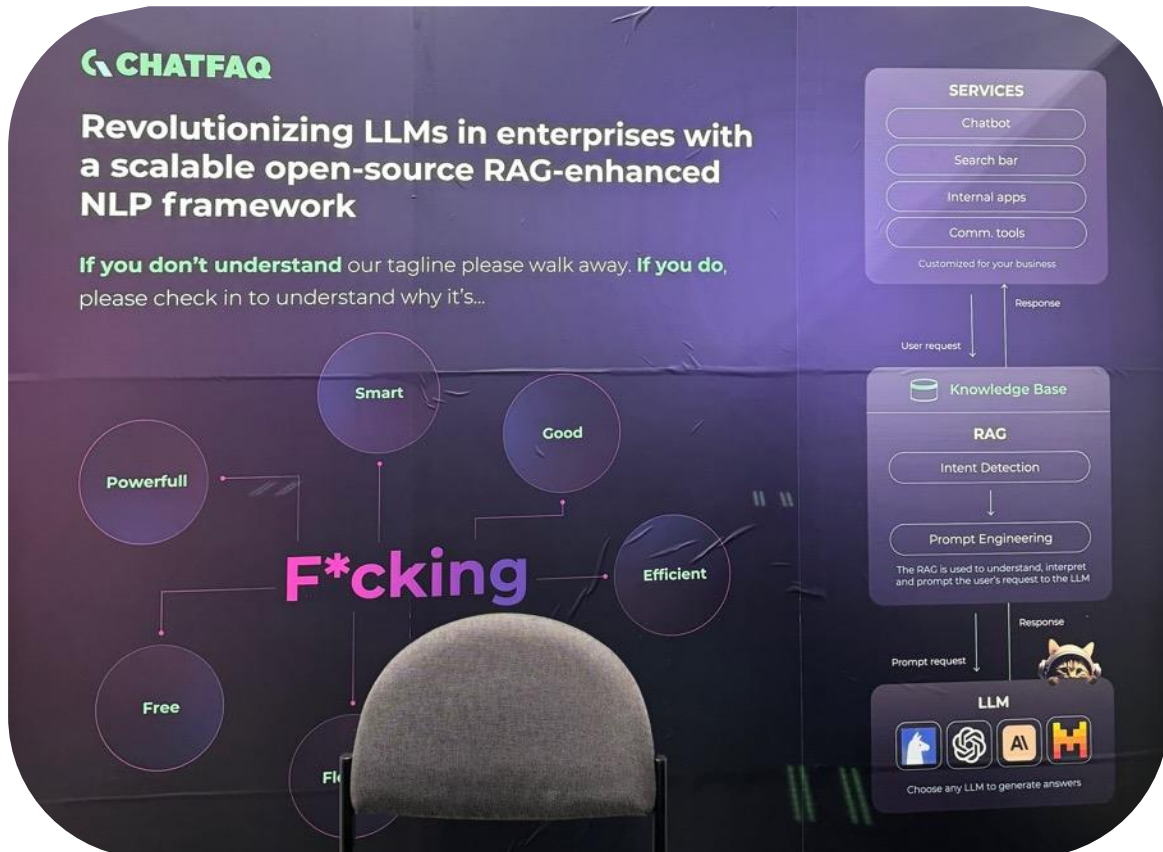 CHATFAQ
Revolutionizing LLMs in enterprises with
a scalable open-source RAG-enhanced
NLP framework
If you don't understand our tagline please walk away. If you do,
please check in to understand why it's...
Smart
Good
Powerfull
F*cking
Efficient
Free
SERVICES
Chatbot
Search bar
Internal apps
Comm. tools
Customized for your business
Response
User request
Knowledge Base
RAG
Intent Detection
Prompt Engineering
The RAG is used to understand, interpret
and prompt the user's request to the LLM
Response
Prompt request
LLM
AI
Choose any LLM to generate answers